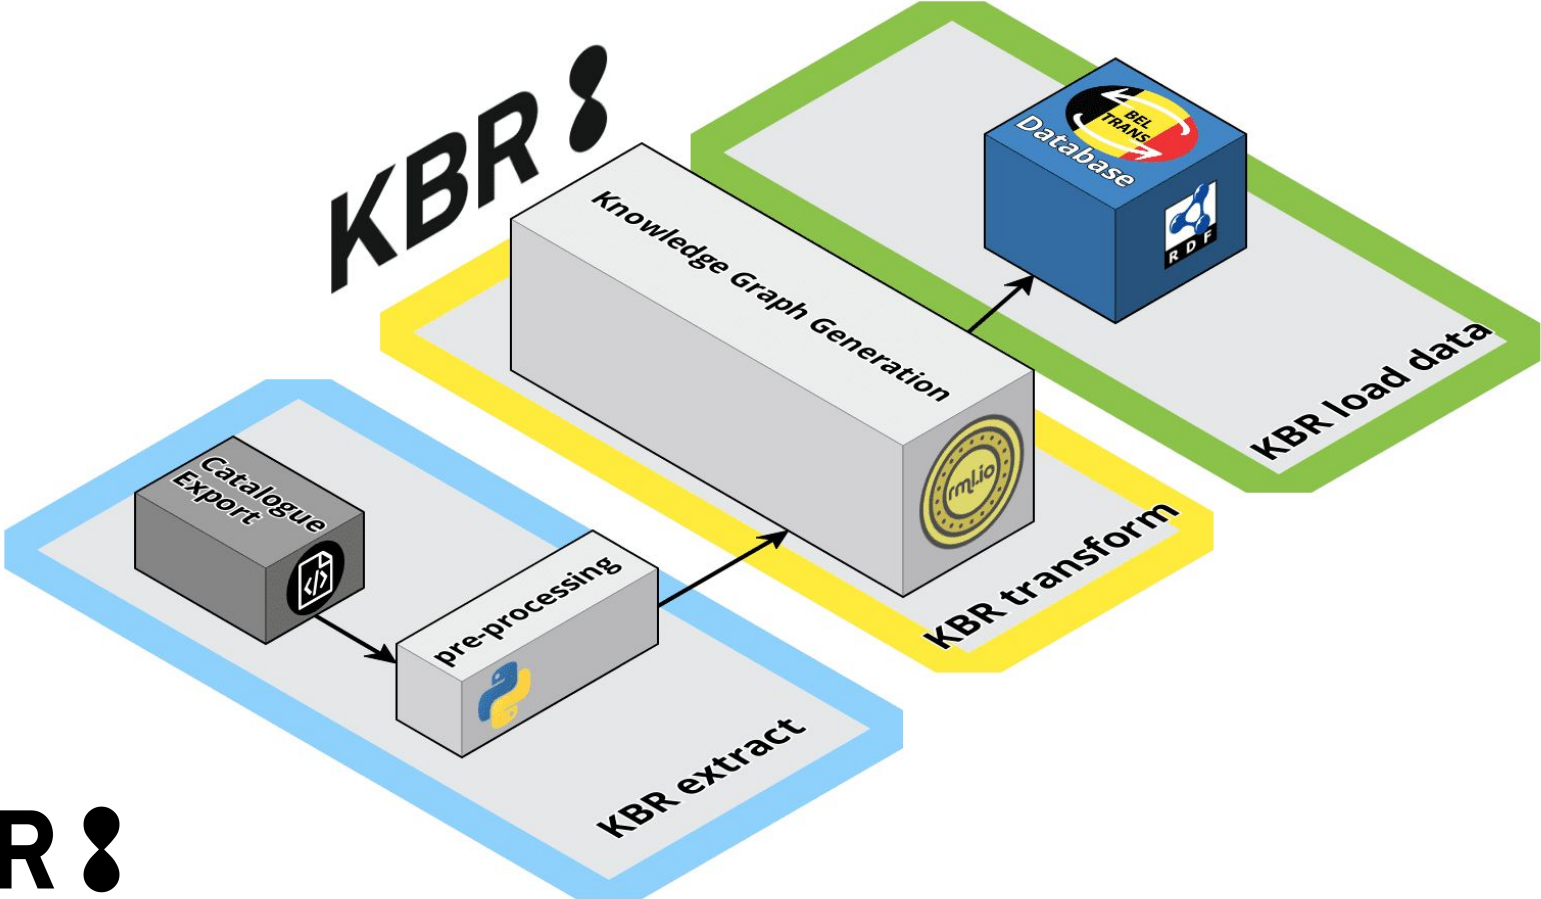 KBR
BEL
TRANS
Database
RDF
Knowledge Graph Generation
rml.io
KBR load data
Catalogue
Export
</>
pre-processing
KBR transform
KBR extract
R